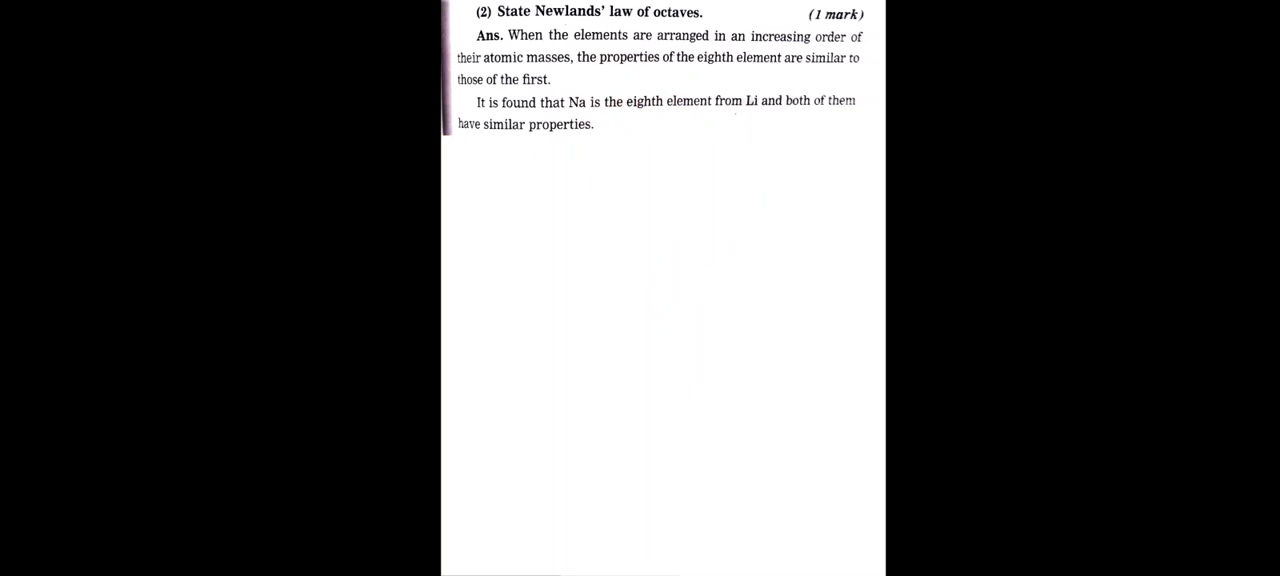 (2) State Newlands' law of octaves. (1 mark)
Ans. When the elements are arranged in an increasing order of
their atomic masses, the properties of the eighth element are similar to
those of the first.
It is found that Na is the eighth element from Li and both of them
have similar properties.